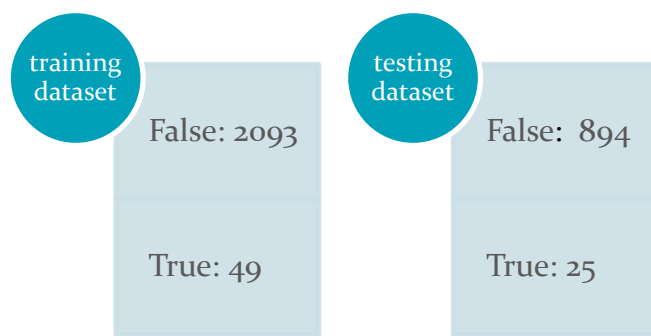 training
dataset
False: 2093
True: 49
testing
dataset
False:  894
True: 25